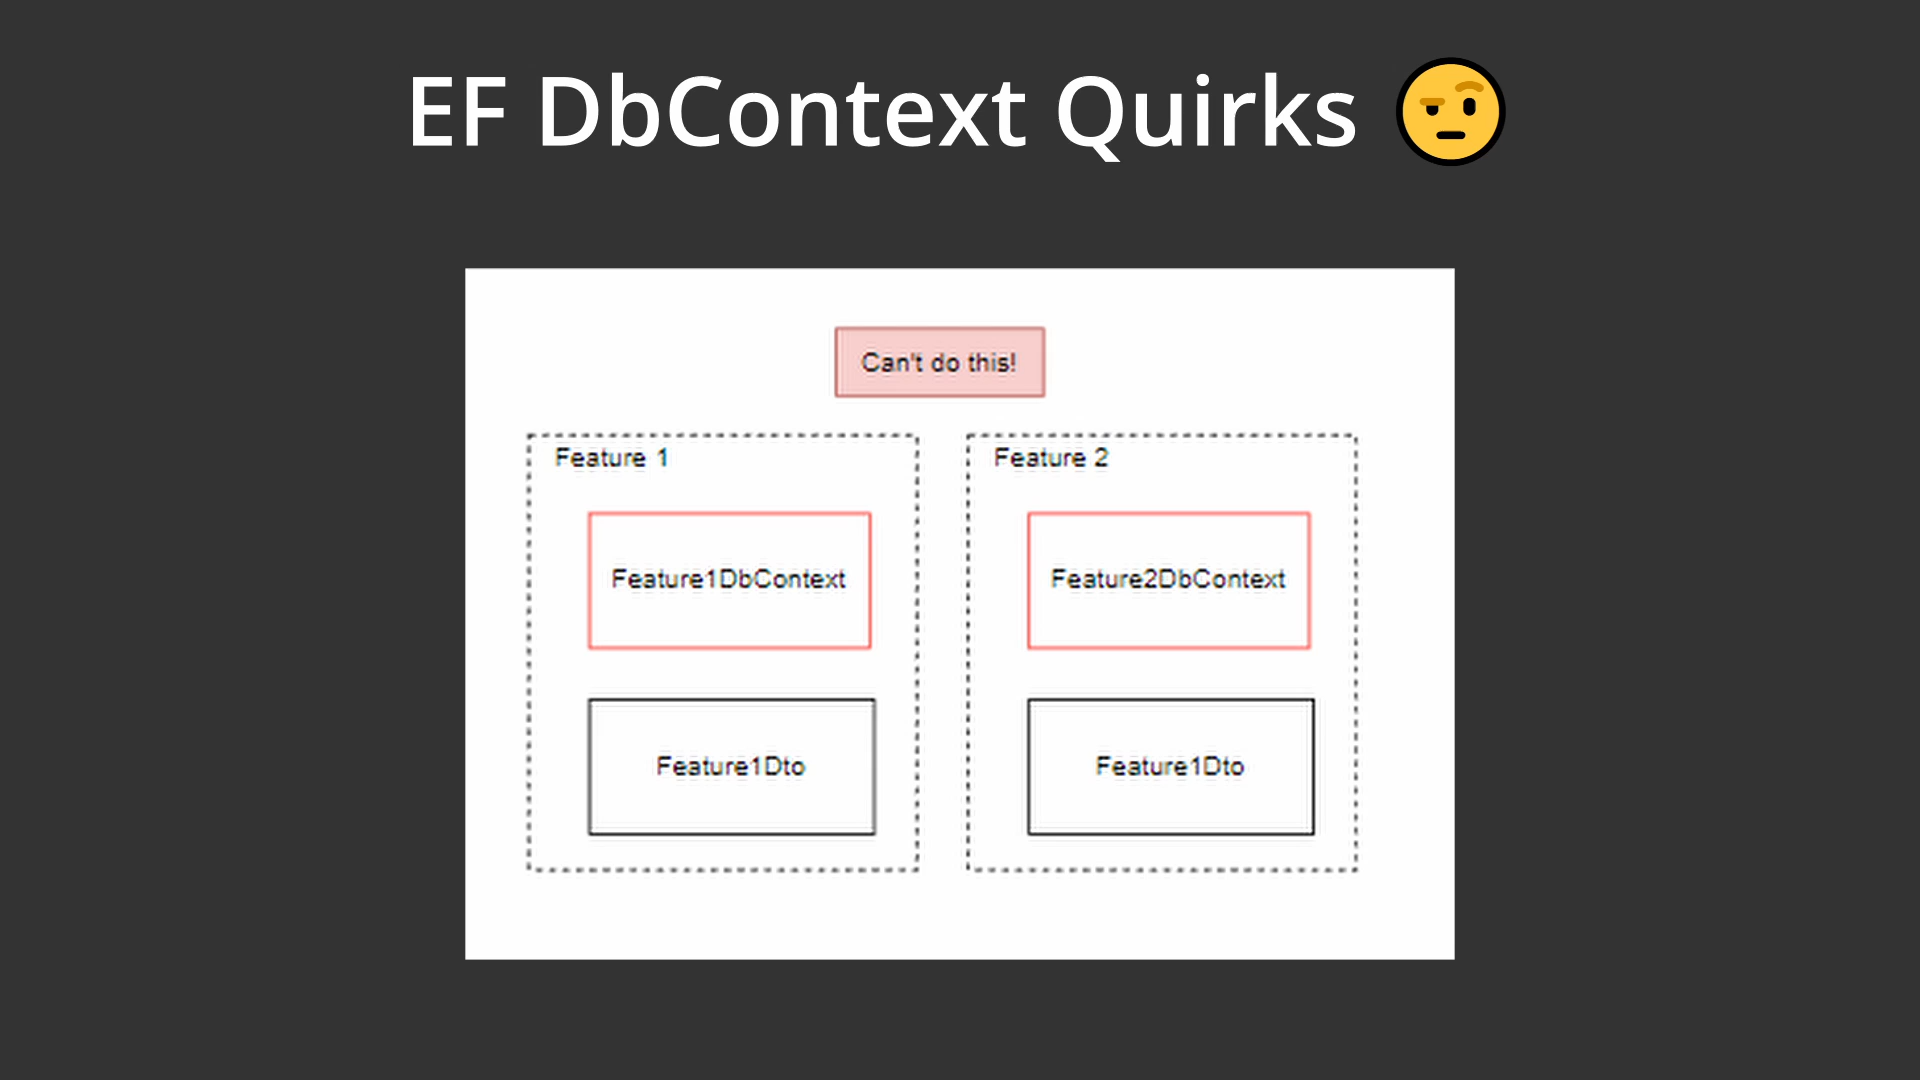 EF DbContext Quirks
Can't do this!
Feature 1
Feature1DbContext
Feature1Dto
Feature 2
Feature2DbContext
Feature1Dto